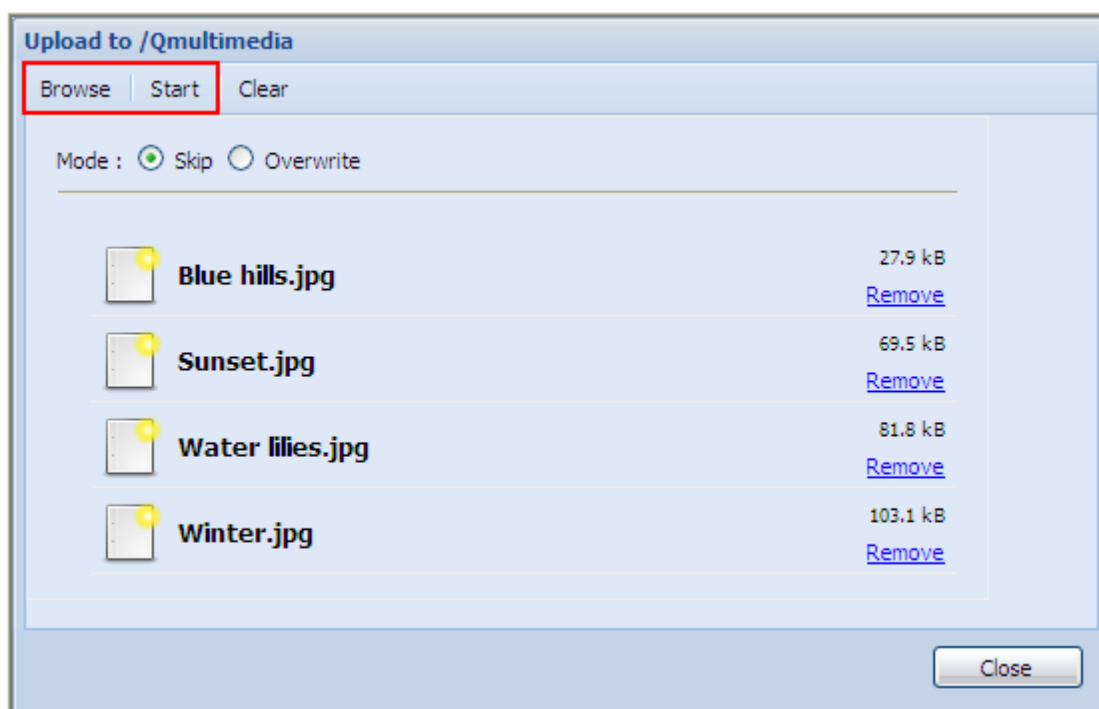 Upload to /Qmultimedia
Browse Start Clear
Mode : Skip Overwrite
27.9 kB
Blue hills.jpg
Remove
69.5 kB
Sunset.jpg
Remove
81.8 kB
Water lilies.jpg
Remove
103.1 kB
Winter.jpg
Remove
Close